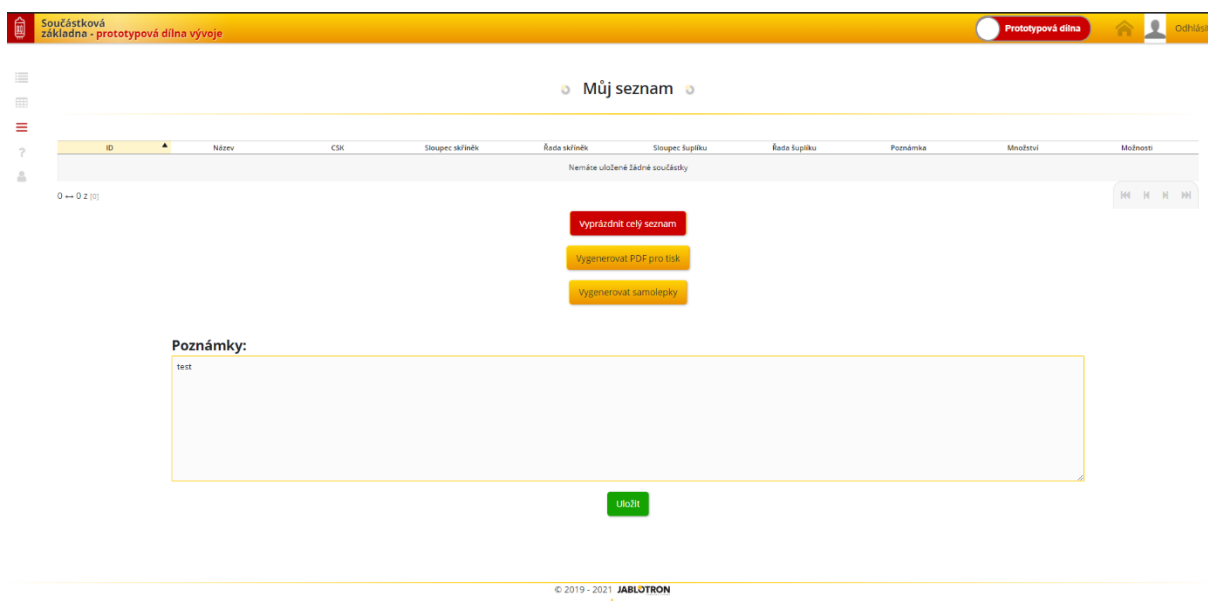 Součástková
základna - prototypová dílna vývoje
Prototypová dílna
Odhlási
Můj seznam
ID Název CSK Sloupec skříněk Řada skříněk Sloupec šuplíku Řada šuplíku Poznámka Množství Možnosti
Nemáte uložené žádné součástky
0 ↔ 0 z [0]
Vyprázdnit celý seznam
Vygenerovat PDF pro tisk
Vygenerovat samolepky
Poznámky:
test
Uložit
© 2019 - 2021 JABLOTRON